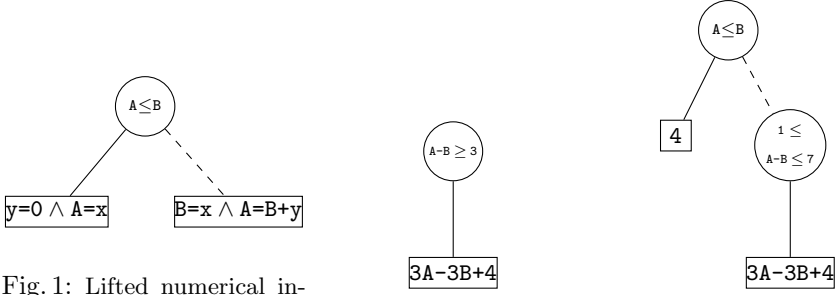 A≤B
y=0 ∧ A=x
B=x ∧ A=B+y
Fig. 1: Lifted numerical in-
A-B ≥ 3
3A-3B+4
A≤B
4
1 ≤
A-B ≤ 7
3A-3B+4